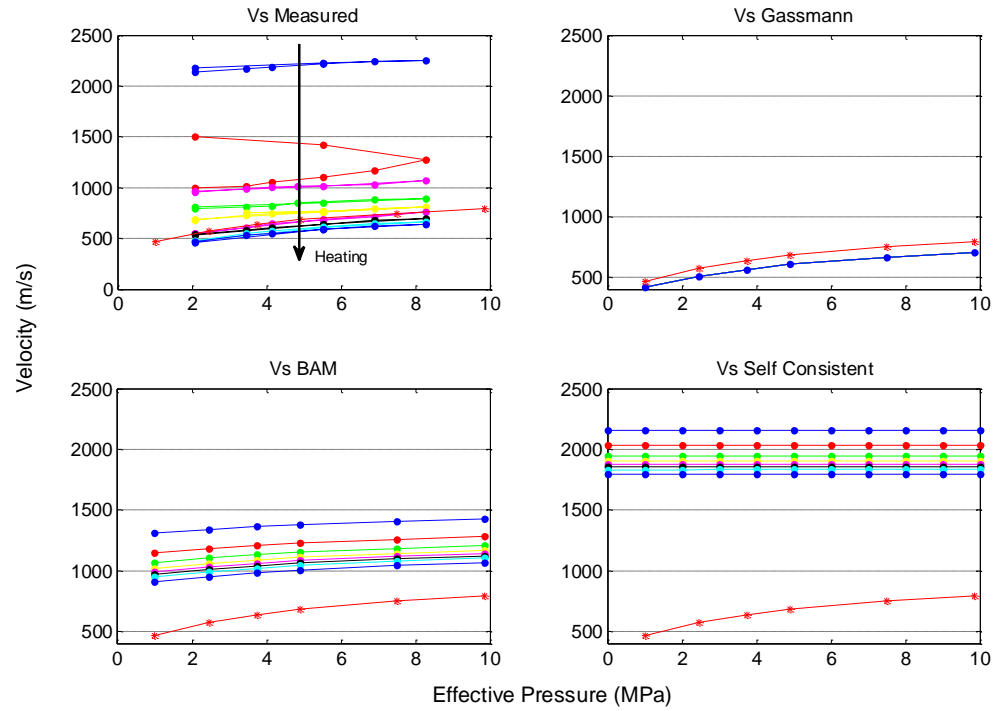 Vs Measured
Vs Gassmann
2500
2000
1500
1000
500
0
0 2 4 6 8 10
Heating
2500
2000
1500
1000
500
0 2 4 6 8 10
Velocity (m/s)
Vs BAM
Vs Self Consistent
2500
2000
1500
1000
500
0 2 4 6 8 10
2500
2000
1500
1000
500
0 2 4 6 8 10
Effective Pressure (MPa)